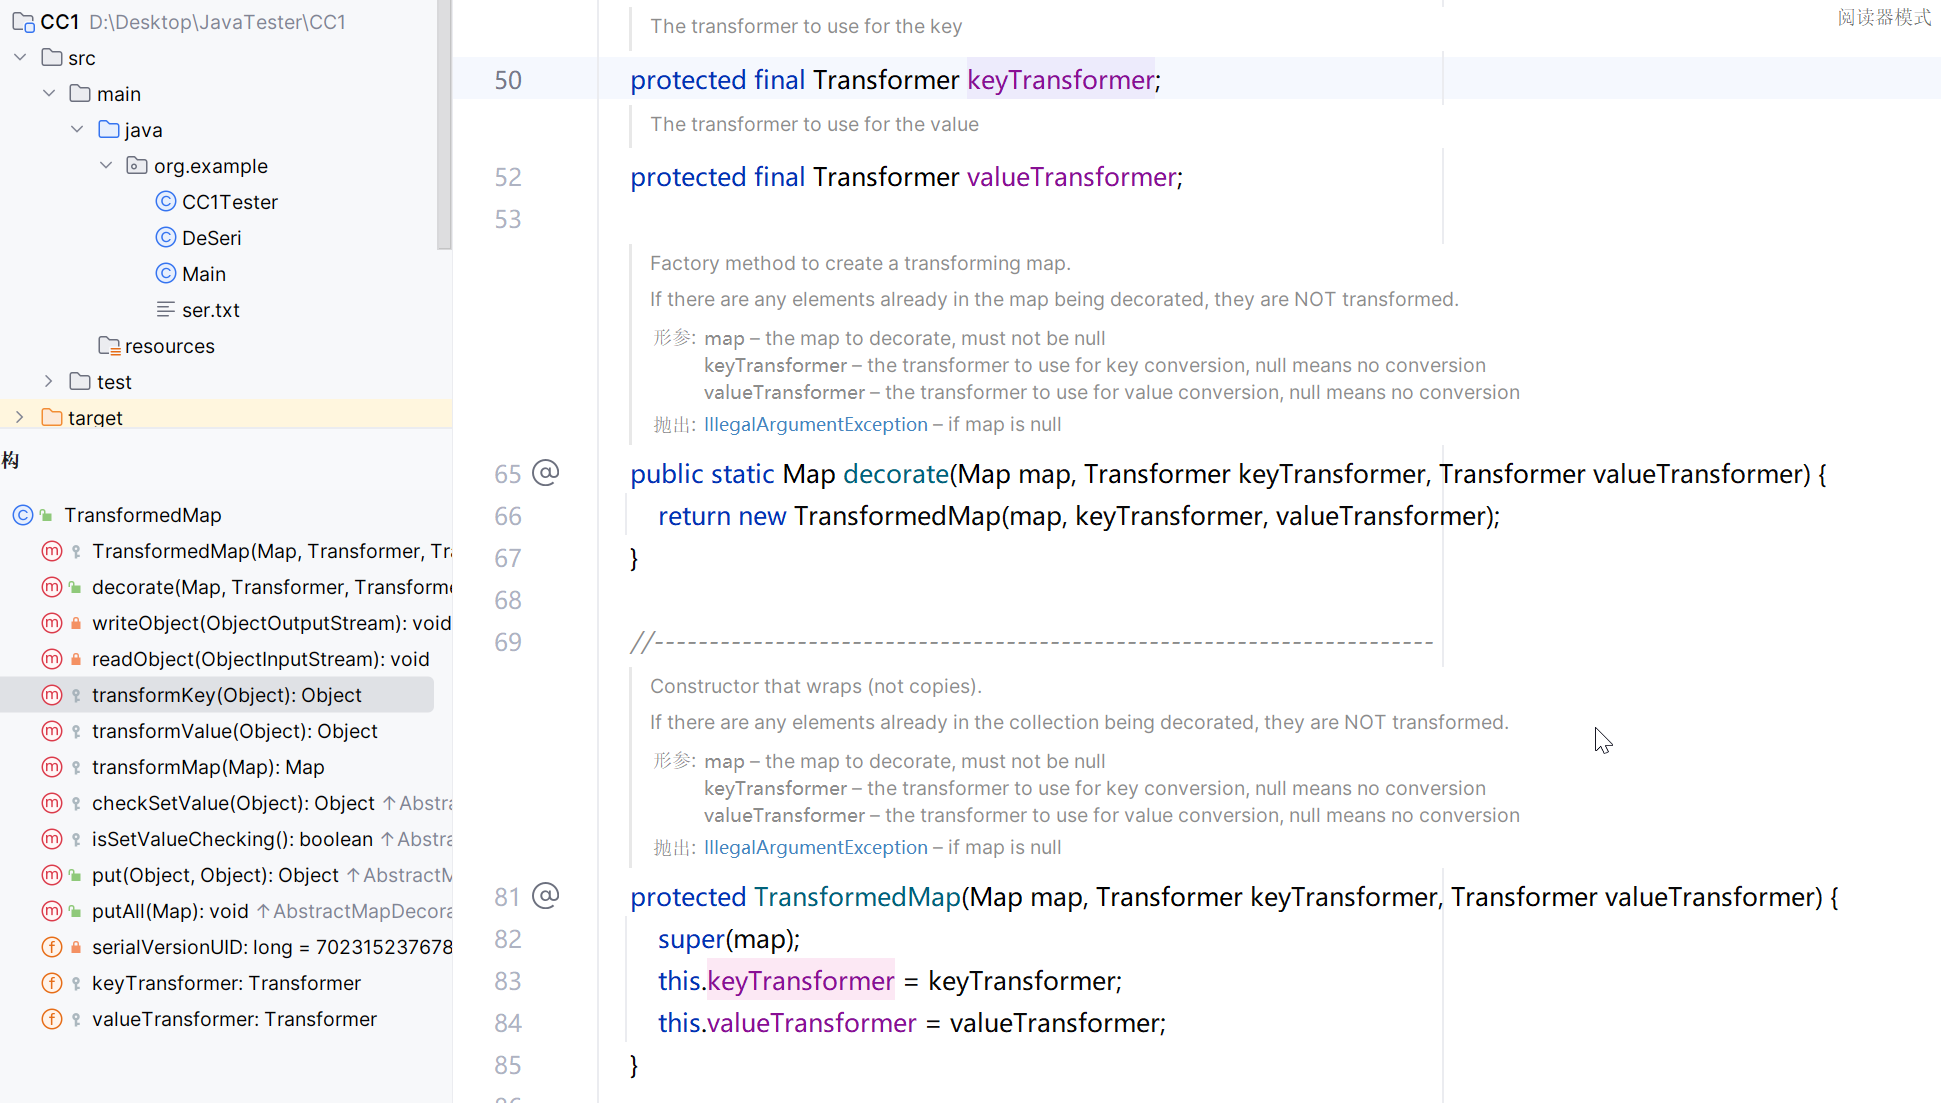 CC1 D:\Desktop\JavaTester\CC1
src
main
java
org.example
CC1Tester
DeSeri
Main
ser.txt
resources
test
target
构
TransformedMap
TransformedMap(Map, Transformer, Tra
decorate(Map, Transformer, Transforme
writeObject(ObjectOutputStream): void
readObject(ObjectInputStream): void
transformKey(Object): Object
transformValue(Object): Object
transformMap(Map): Map
checkSetValue(Object): Object ↑Abstra
isSetValueChecking(): boolean ↑Abstra
put(Object, Object): Object ↑AbstractM
putAll(Map): void ↑AbstractMapDecora
serialVersionUID: long = 702315237678
keyTransformer: Transformer
valueTransformer: Transformer
阅读器模式
The transformer to use for the key
50 protected final Transformer keyTransformer;
The transformer to use for the value
52 protected final Transformer valueTransformer;
53
Factory method to create a transforming map.
If there are any elements already in the map being decorated, they are NOT transformed.
形参: map – the map to decorate, must not be null
keyTransformer – the transformer to use for key conversion, null means no conversion
valueTransformer – the transformer to use for value conversion, null means no conversion
抛出: IllegalArgumentException – if map is null
65 @ public static Map decorate(Map map, Transformer keyTransformer, Transformer valueTransformer) {
66 return new TransformedMap(map, keyTransformer, valueTransformer);
67 }
68
69 //-----------------------------------------------------------------------
Constructor that wraps (not copies).
If there are any elements already in the collection being decorated, they are NOT transformed.
形参: map – the map to decorate, must not be null
keyTransformer – the transformer to use for key conversion, null means no conversion
valueTransformer – the transformer to use for value conversion, null means no conversion
抛出: IllegalArgumentException – if map is null
81 @ protected TransformedMap(Map map, Transformer keyTransformer, Transformer valueTransformer) {
82 super(map);
83 this.keyTransformer = keyTransformer;
84 this.valueTransformer = valueTransformer;
85 }